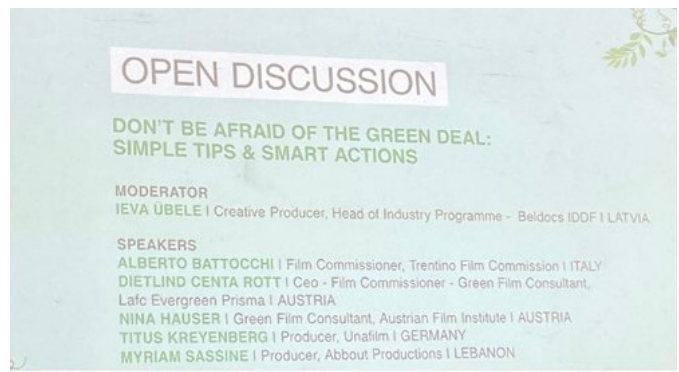 OPEN DISCUSSION
DON'T BE AFRAID OF THE GREEN DEAL:
SIMPLE TIPS & SMART ACTIONS
MODERATOR
IEVA ŪBELE I Creative Producer, Head of Industry Programme - Beldocs IDDF I LATVIA
SPEAKERS
ALBERTO BATTOCCHI I Film Commissioner, Trentino Film Commission I ITALY
DIETLIND CENTA ROTT I Ceo - Film Commissioner - Green Film Consultant,
Lafc Evergreen Prisma I AUSTRIA
NINA HAUSER I Green Film Consultant, Austrian Film Institute I AUSTRIA
TITUS KREYENBERG I Producer, Unafilm I GERMANY
MYRIAM SASSINE I Producer, Abbout Productions I LEBANON